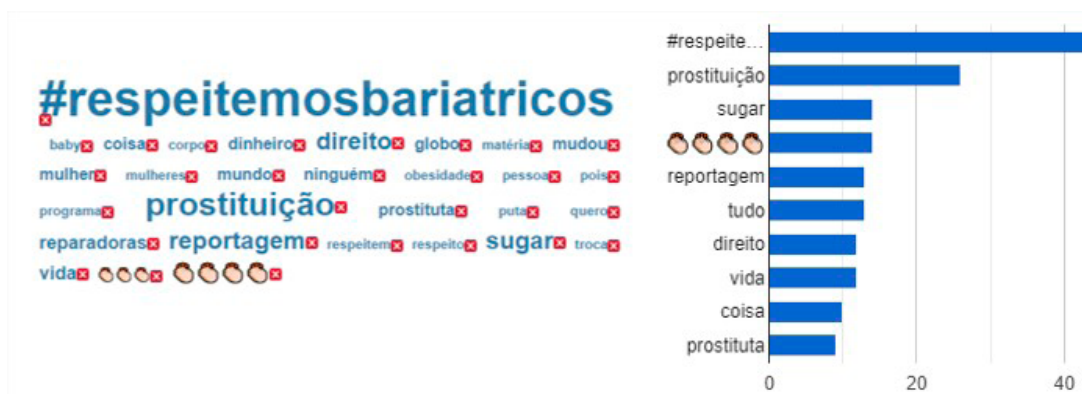 #respeitemosbariatricos
baby coisa corpo dinheiro direito globo matéria mudou
mulher mulheres mundo ninguém obesidade pessoa pois
programa prostituição prostituta puta quero
reparadoras reportagem respeitem respeito sugar troca
vida 👏🏻👏🏻👏🏻 👏🏻👏🏻👏🏻👏🏻
#respeite...
prostituição
sugar
👏🏻👏🏻👏🏻👏🏻
reportagem
tudo
direito
vida
coisa
prostituta
0 20 40